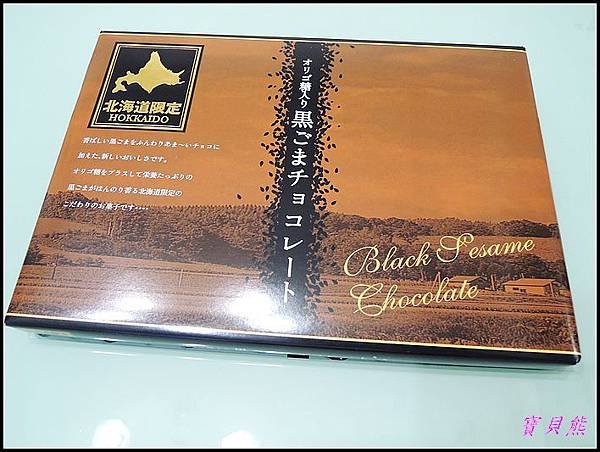 北海道限定
HOKKAIDO
オリゴ糖入り
黒ごまチョコレート
香ばしい黒ごまをふんわりあま〜いチョコに
加えた、新しいおいしさです。
オリゴ糖をプラスして栄養たっぷりの
黒ごまがほんのり香る北海道限定の
こだわりのお菓子です‥‥
Black Sesame
Chocolate
寶貝熊